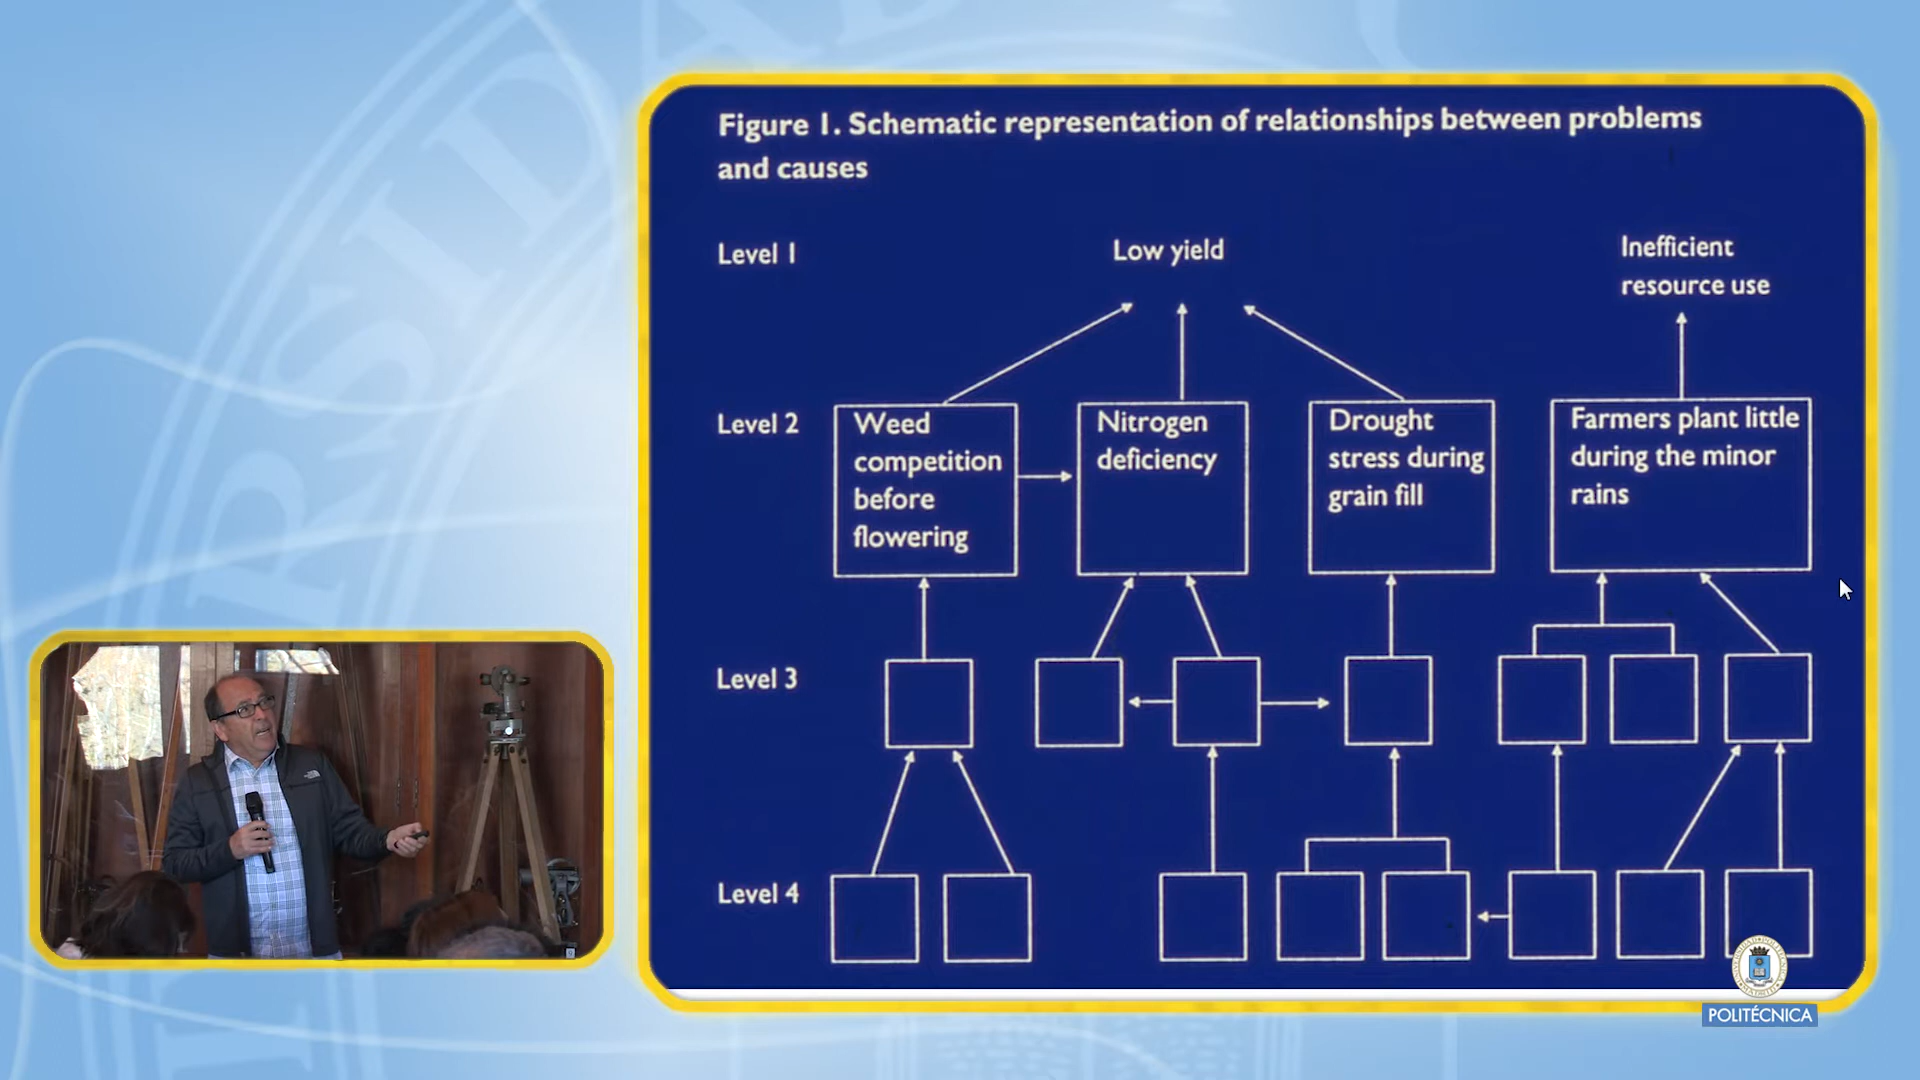 Figure 1. Schematic representation of relationships between problems
and causes
Level 1
Low yield
Inefficient
resource use
Level 2
Weed
competition
before
flowering
Nitrogen
deficiency
Drought
stress during
grain fill
Farmers plant little
during the minor
rains
Level 3
Level 4
POLITÉCNICA